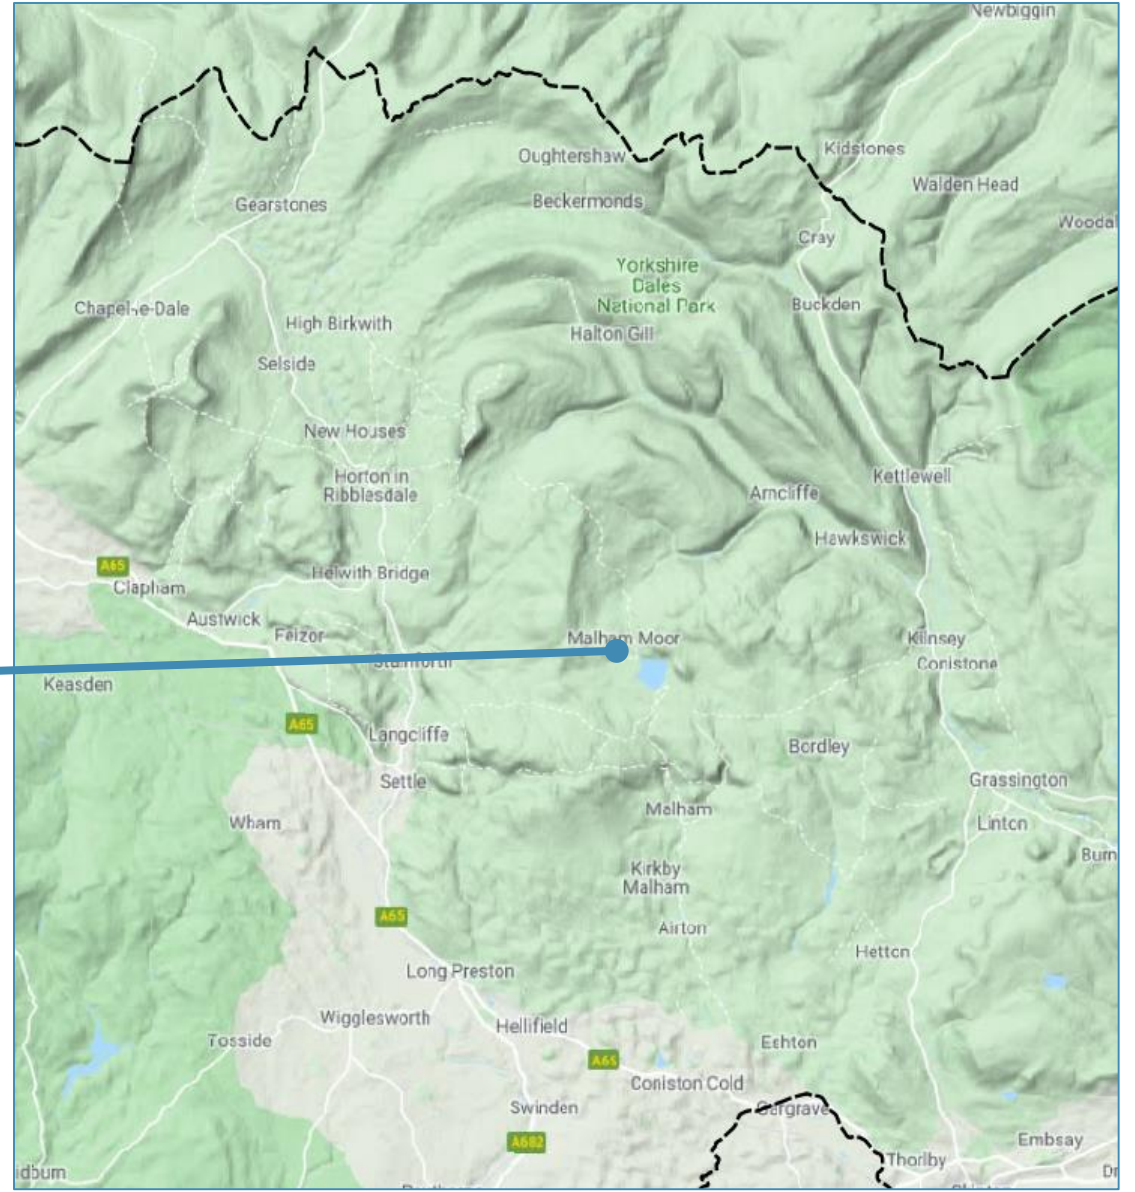 Newbiggin
Kidstones
Oughtershaw
Walden Head
Beckermonds
Gearstones
Woodal
Cray
Yorkshire
Dales
National Park
Buckden
High Birkwith
Halton Gill
Selside
New Houses
Horton in
Ribblesdale
Kettlewell
Arncliffe
Hawkswick
A65
Clapham
Helwith Bridge
Austwick
Feizor
Malham Moor
Kilnsey
Conistone
Stainforth
Keasden
A65
Langcliffe
Bordley
Settle
Grassington
Malham
Wham
Linton
Burn
Kirkby
Malham
A65
Airton
Hetton
Long Preston
Wigglesworth
Hellifield
Tosside
Eshton
A65
Coniston Cold
Swinden
Gargrave
A682
Embsay
Thorlby
idburn